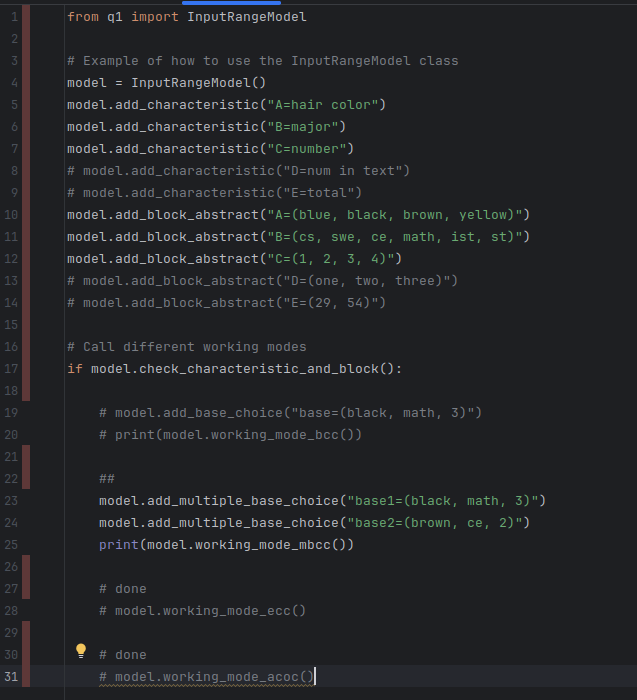 1 from q1 import InputRangeModel
2
3 # Example of how to use the InputRangeModel class
4 model = InputRangeModel()
5 model.add_characteristic("A=hair color")
6 model.add_characteristic("B=major")
7 model.add_characteristic("C=number")
8 # model.add_characteristic("D=num in text")
9 # model.add_characteristic("E=total")
10 model.add_block_abstract("A=(blue, black, brown, yellow)")
11 model.add_block_abstract("B=(cs, swe, ce, math, ist, st)")
12 model.add_block_abstract("C=(1, 2, 3, 4)")
13 # model.add_block_abstract("D=(one, two, three)")
14 # model.add_block_abstract("E=(29, 54)")
15
16 # Call different working modes
17 if model.check_characteristic_and_block():
18
19 # model.add_base_choice("base=(black, math, 3)")
20 # print(model.working_mode_bcc())
21
22 ##
23 model.add_multiple_base_choice("base1=(black, math, 3)")
24 model.add_multiple_base_choice("base2=(brown, ce, 2)")
25 print(model.working_mode_mbcc())
26
27 # done
28 # model.working_mode_ecc()
29
30 # done
31 # model.working_mode_acoc()